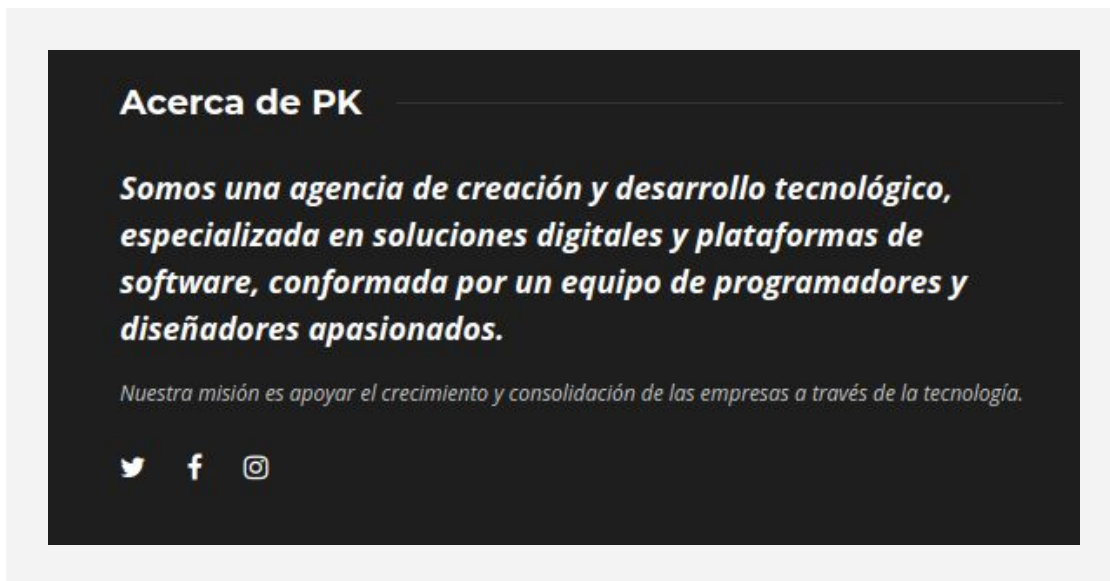 Acerca de PK
Somos una agencia de creación y desarrollo tecnológico,
especializada en soluciones digitales y plataformas de
software, conformada por un equipo de programadores y
diseñadores apasionados.
Nuestra misión es apoyar el crecimiento y consolidación de las empresas a través de la tecnología.